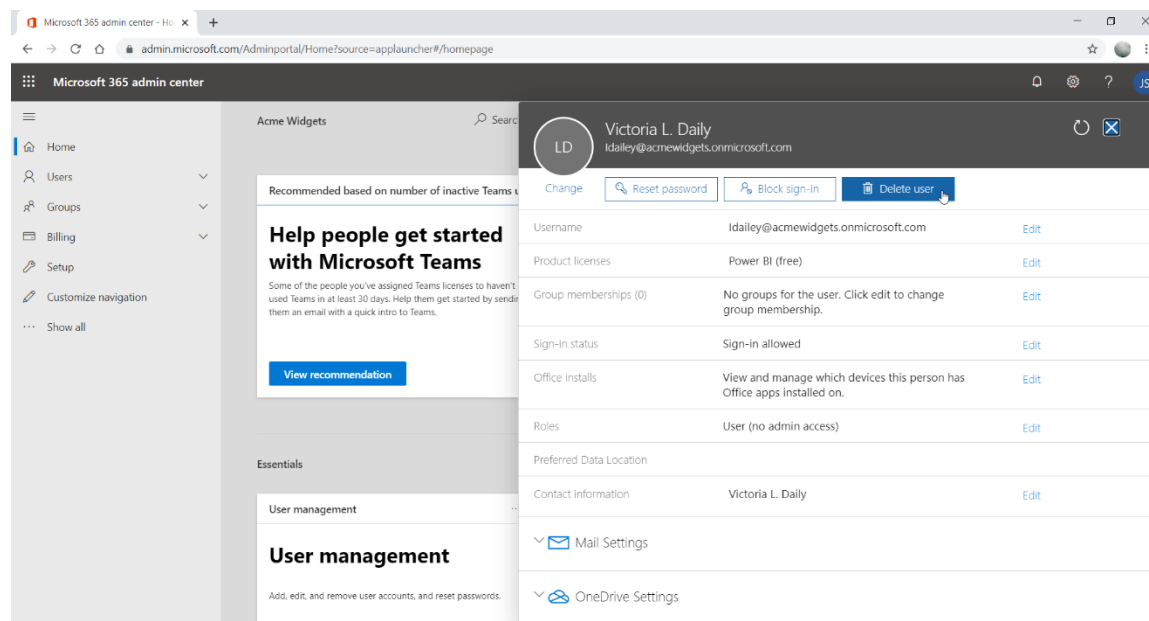 Microsoft 365 admin center - Ho
admin.microsoft.com/Adminportal/Home?source=applauncher#/homepage
Microsoft 365 admin center
JS
Home
Users
Groups
Billing
Setup
Customize navigation
Show all
Acme Widgets
Searc
Recommended based on number of inactive Teams u
Help people get started
with Microsoft Teams
Some of the people you've assigned Teams licenses to haven't
used Teams in at least 30 days. Help them get started by sendin
them an email with a quick intro to Teams.
View recommendation
Essentials
User management
User management
Add, edit, and remove user accounts, and reset passwords.
LD
Victoria L. Daily
ldailey@acmewidgets.onmicrosoft.com
Change
Reset password
Block sign-in
Delete user
Username
ldailey@acmewidgets.onmicrosoft.com
Edit
Product licenses
Power BI (free)
Edit
Group memberships (0)
No groups for the user. Click edit to change
group membership.
Edit
Sign-in status
Sign-in allowed
Edit
Office installs
View and manage which devices this person has
Office apps installed on.
Edit
Roles
User (no admin access)
Edit
Preferred Data Location
Contact information
Victoria L. Daily
Edit
Mail Settings
OneDrive Settings